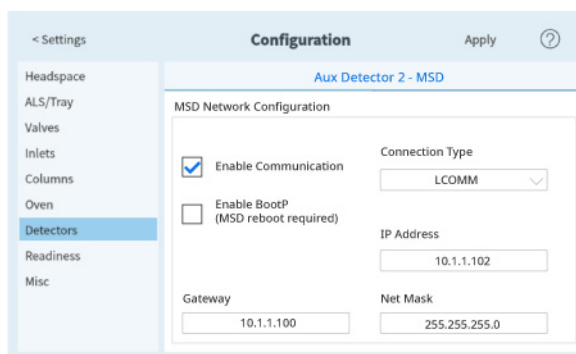 < Settings
Configuration
Apply
?
Headspace
ALS/Tray
Valves
Inlets
Columns
Oven
Detectors
Readiness
Misc
Aux Detector 2 - MSD
MSD Network Configuration
Enable Communication
Connection Type
LCOMM
Enable BootP
(MSD reboot required)
IP Address
10.1.1.102
Gateway
10.1.1.100
Net Mask
255.255.255.0